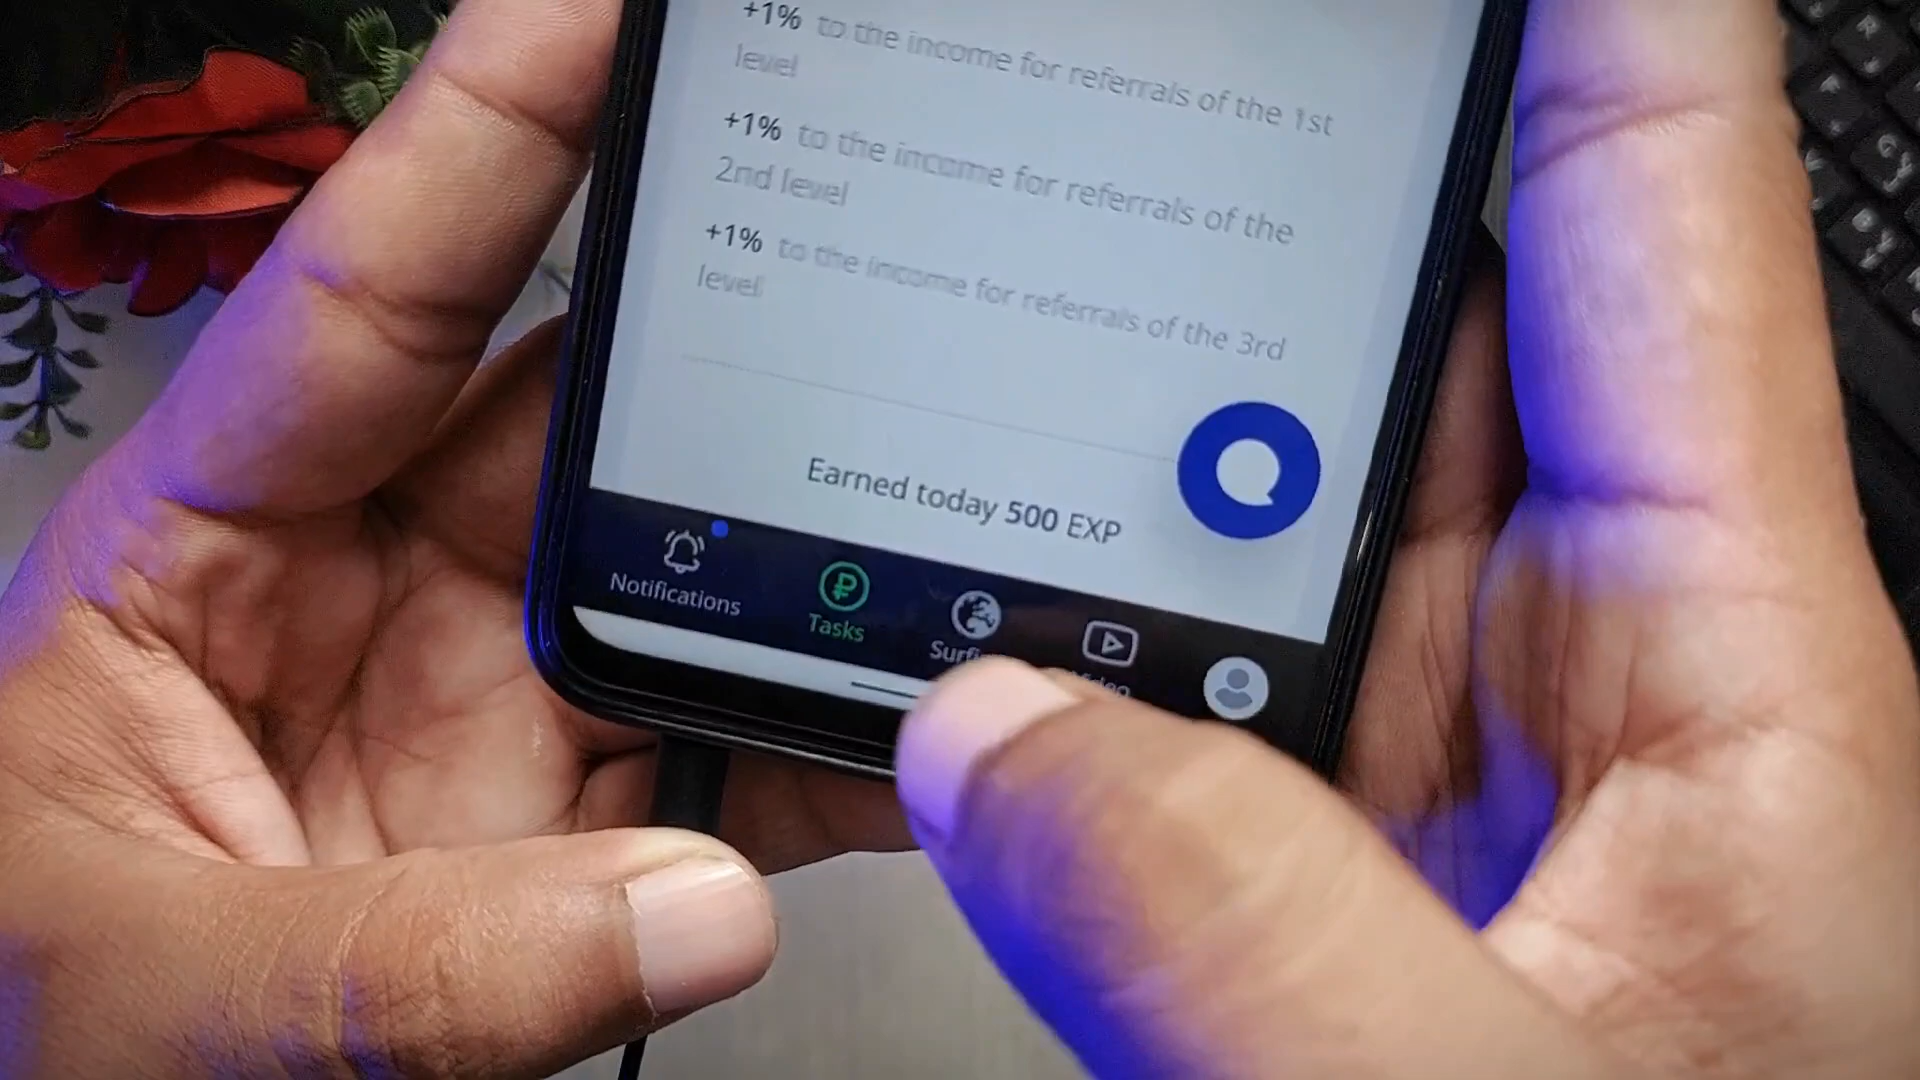 +1% to the income for referrals of the 1st
level
+1% to the income for referrals of the
2nd level
+1% to the income for referrals of the 3rd
level
Earned today 500 EXP
Notifications
Tasks